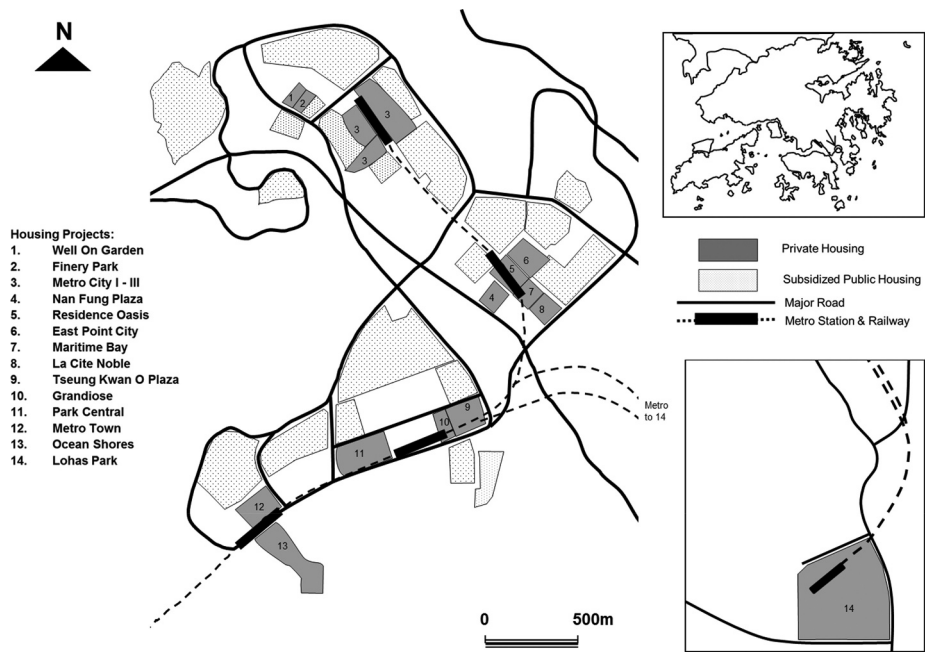 N
Housing Projects:
1. Well On Garden
2. Finery Park
3. Metro City I - III
4. Nan Fung Plaza
5. Residence Oasis
6. East Point City
7. Maritime Bay
8. La Cite Noble
9. Tseung Kwan O Plaza
10. Grandiose
11. Park Central
12. Metro Town
13. Ocean Shores
14. Lohas Park
1
2
3
3
3
6
5
4
7
8
9
10
11
12
13
Metro
to 14
0 500m
Private Housing
Subsidized Public Housing
Major Road
Metro Station & Railway
14